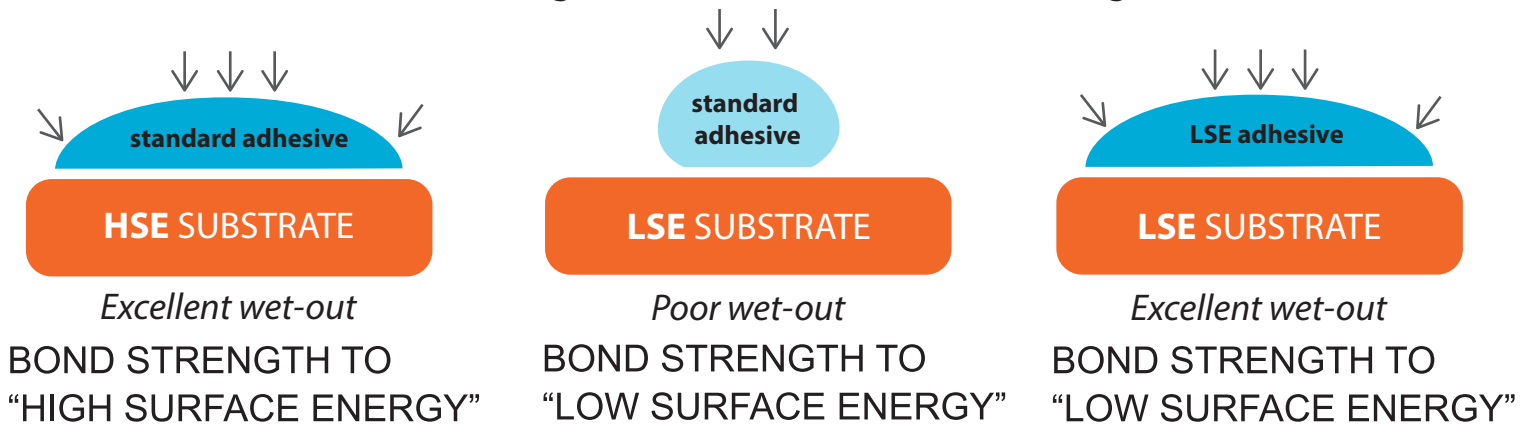 standard adhesive
HSE SUBSTRATE
Excellent wet-out
BOND STRENGTH TO
“HIGH SURFACE ENERGY”
standard
adhesive
LSE SUBSTRATE
Poor wet-out
BOND STRENGTH TO
“LOW SURFACE ENERGY”
LSE adhesive
LSE SUBSTRATE
Excellent wet-out
BOND STRENGTH TO
“LOW SURFACE ENERGY”